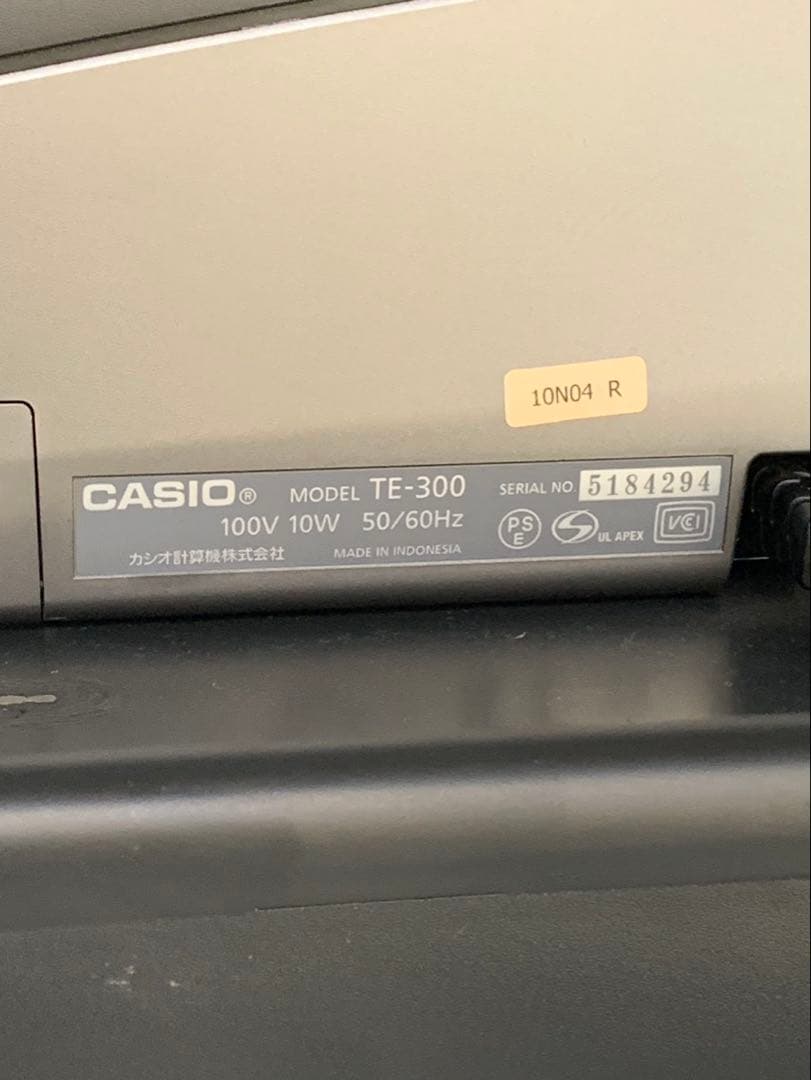 10N04 R
CASIO® MODEL TE-300 SERIAL NO. 5184294
100V 10W 50/60Hz PSE S UL APEX VCI
カシオ計算機株式会社 MADE IN INDONESIA